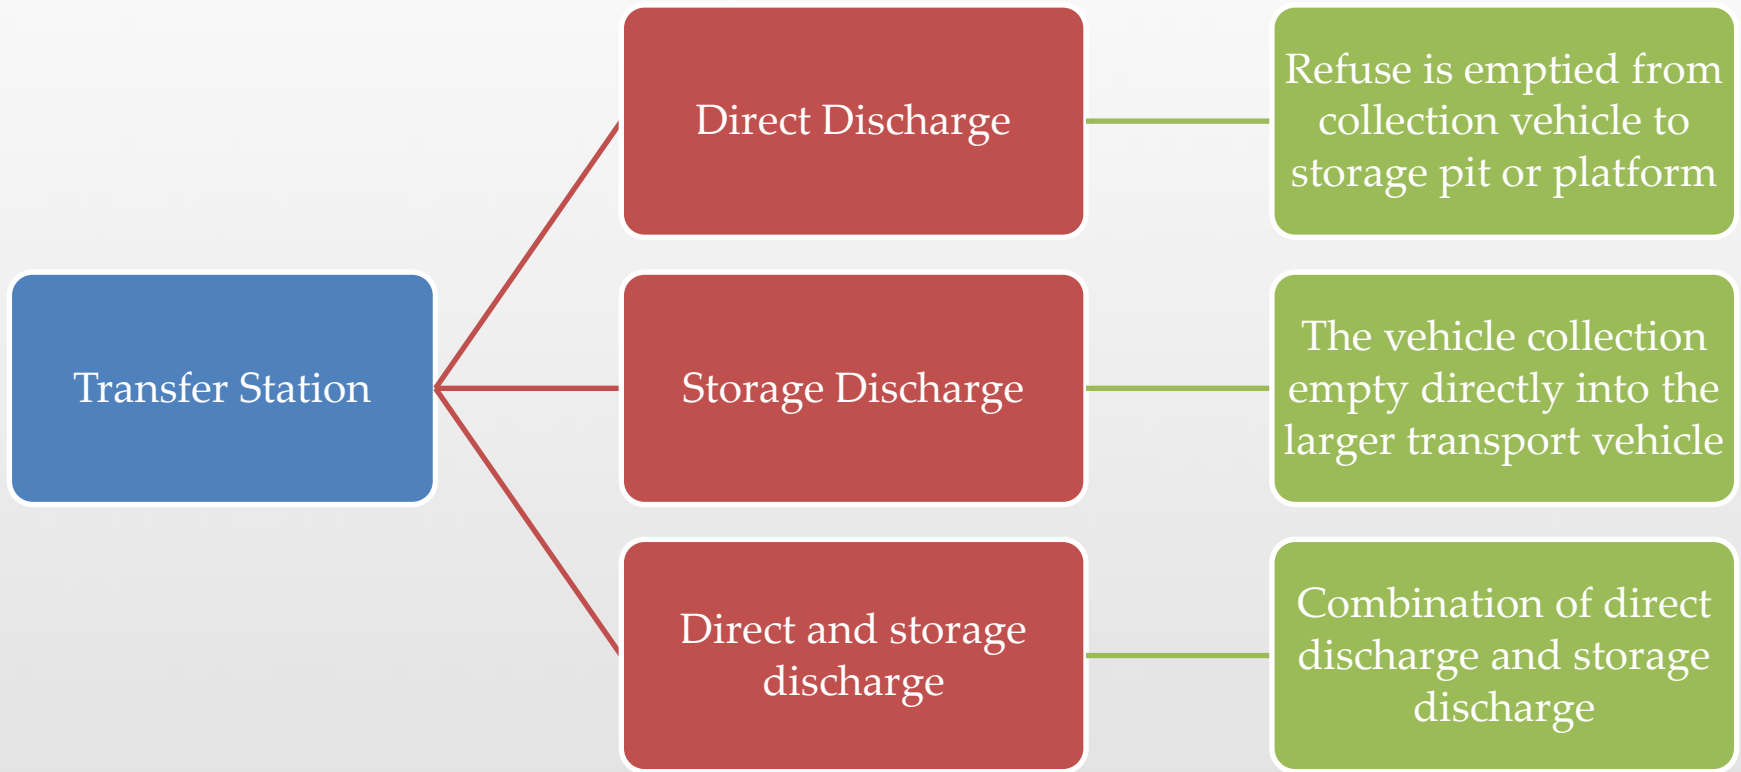 Transfer Station
Direct Discharge
Refuse is emptied from
collection vehicle to
storage pit or platform
Storage Discharge
The vehicle collection
empty directly into the
larger transport vehicle
Direct and storage
discharge
Combination of direct
discharge and storage
discharge